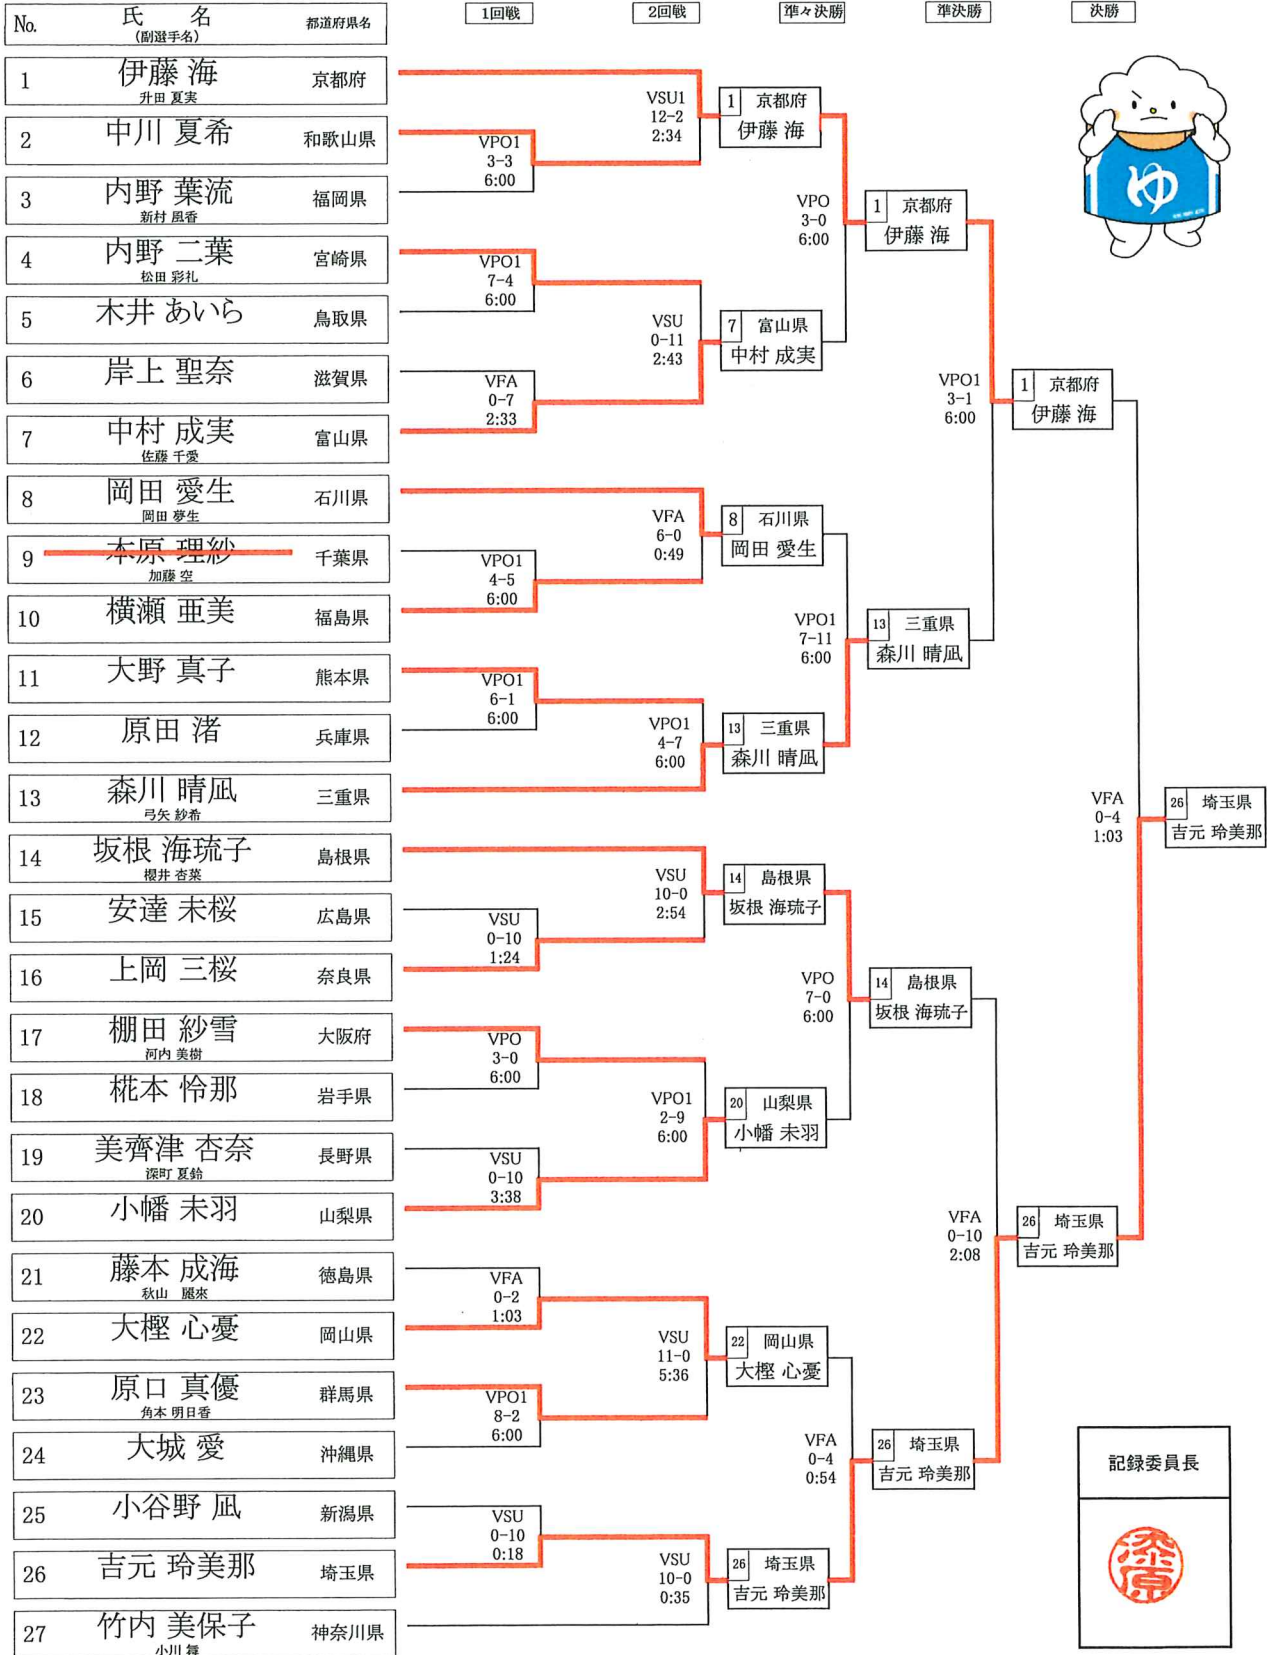 No. 氏 名 都道府県名 1回戦 2回戦 準々決勝 準決勝 決勝
(副選手名)
1 伊藤 海 京都府
升田 夏実
2 中川 夏希 和歌山県
3 内野 葉流 福岡県
新村 風香
4 内野 二葉 宮崎県
松田 彩礼
5 木井 あいら 鳥取県
6 岸上 聖奈 滋賀県
7 中村 成実 富山県
佐藤 千愛
8 岡田 愛生 石川県
岡田 夢生
9 本原 理紗 千葉県
加藤 空
10 横瀬 亜美 福島県
11 大野 真子 熊本県
12 原田 渚 兵庫県
13 森川 晴凪 三重県
弓矢 紗希
14 坂根 海琉子 島根県
櫻井 杏菜
15 安達 未桜 広島県
16 上岡 三桜 奈良県
17 棚田 紗雪 大阪府
河内 美樹
18 椛本 怜那 岩手県
19 美齊津 杏奈 長野県
深町 夏鈴
20 小幡 未羽 山梨県
21 藤本 成海 徳島県
秋山 麗來
22 大樫 心憂 岡山県
23 原口 真優 群馬県
角本 明日香
24 大城 愛 沖縄県
25 小谷野 凪 新潟県
26 吉元 玲美那 埼玉県
27 竹内 美保子 神奈川県
小川 舞
VPO1
3-3
6:00
VPO1
7-4
6:00
VFA
0-7
2:33
VPO1
4-5
6:00
VPO1
6-1
6:00
VSU
0-10
1:24
VPO
3-0
6:00
VSU
0-10
3:38
VFA
0-2
1:03
VPO1
8-2
6:00
VSU
0-10
0:18
VSU1
12-2
2:34
VSU
0-11
2:43
VFA
6-0
0:49
VPO1
4-7
6:00
VSU
10-0
2:54
VPO1
2-9
6:00
VSU
11-0
5:36
VSU
10-0
0:35
1 京都府
伊藤 海
7 富山県
中村 成実
8 石川県
岡田 愛生
13 三重県
森川 晴凪
14 島根県
坂根 海琉子
20 山梨県
小幡 未羽
22 岡山県
大樫 心憂
26 埼玉県
吉元 玲美那
VPO
3-0
6:00
VPO1
7-11
6:00
VPO
7-0
6:00
VFA
0-4
0:54
1 京都府
伊藤 海
13 三重県
森川 晴凪
14 島根県
坂根 海琉子
26 埼玉県
吉元 玲美那
VPO1
3-1
6:00
VFA
0-10
2:08
1 京都府
伊藤 海
26 埼玉県
吉元 玲美那
VFA
0-4
1:03
26 埼玉県
吉元 玲美那
ゆ
記録委員長
漆原